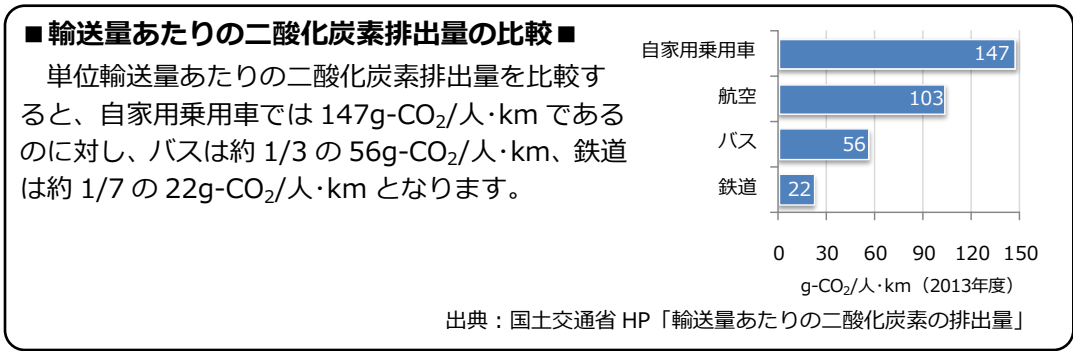 ■輸送量あたりの二酸化炭素排出量の比較■
単位輸送量あたりの二酸化炭素排出量を比較す
ると、自家用乗用車では 147g-CO₂/人･km である
のに対し、バスは約 1/3 の 56g-CO₂/人･km、鉄道
は約 1/7 の 22g-CO₂/人･km となります。
自家用乗用車 147
航空 103
バス 56
鉄道 22
0 30 60 90 120 150
g-CO₂/人･km（2013年度）
出典：国土交通省 HP「輸送量あたりの二酸化炭素の排出量」